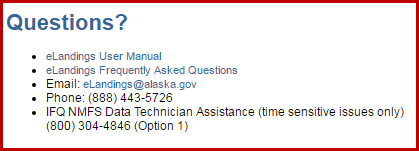 Questions?
eLandings User Manual
eLandings Frequently Asked Questions
Email: eLandings@alaska.gov
Phone: (888) 443-5726
IFQ NMFS Data Technician Assistance (time sensitive issues only)
(800) 304-4846 (Option 1)